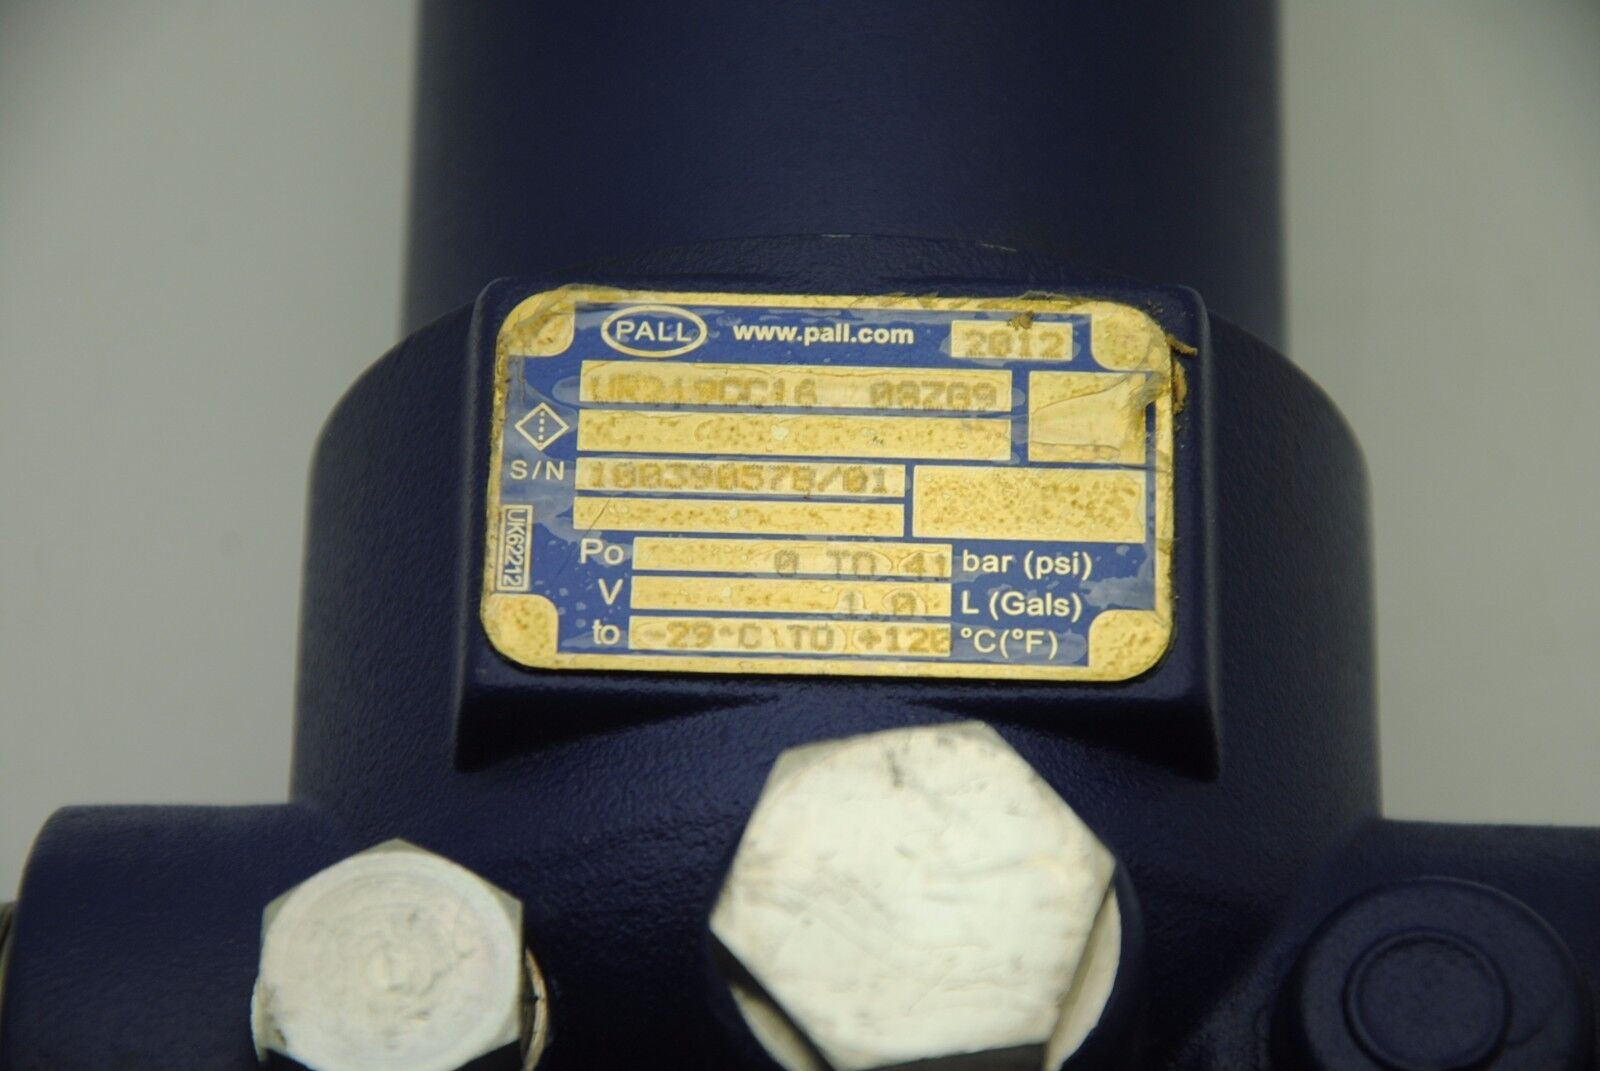 PALL www.pall.com 2012
S/N 100390578/01
UK62212
Po 0 TO 41 bar (psi)
V 1.0 L (Gals)
to -29°C TO +120 °C(°F)